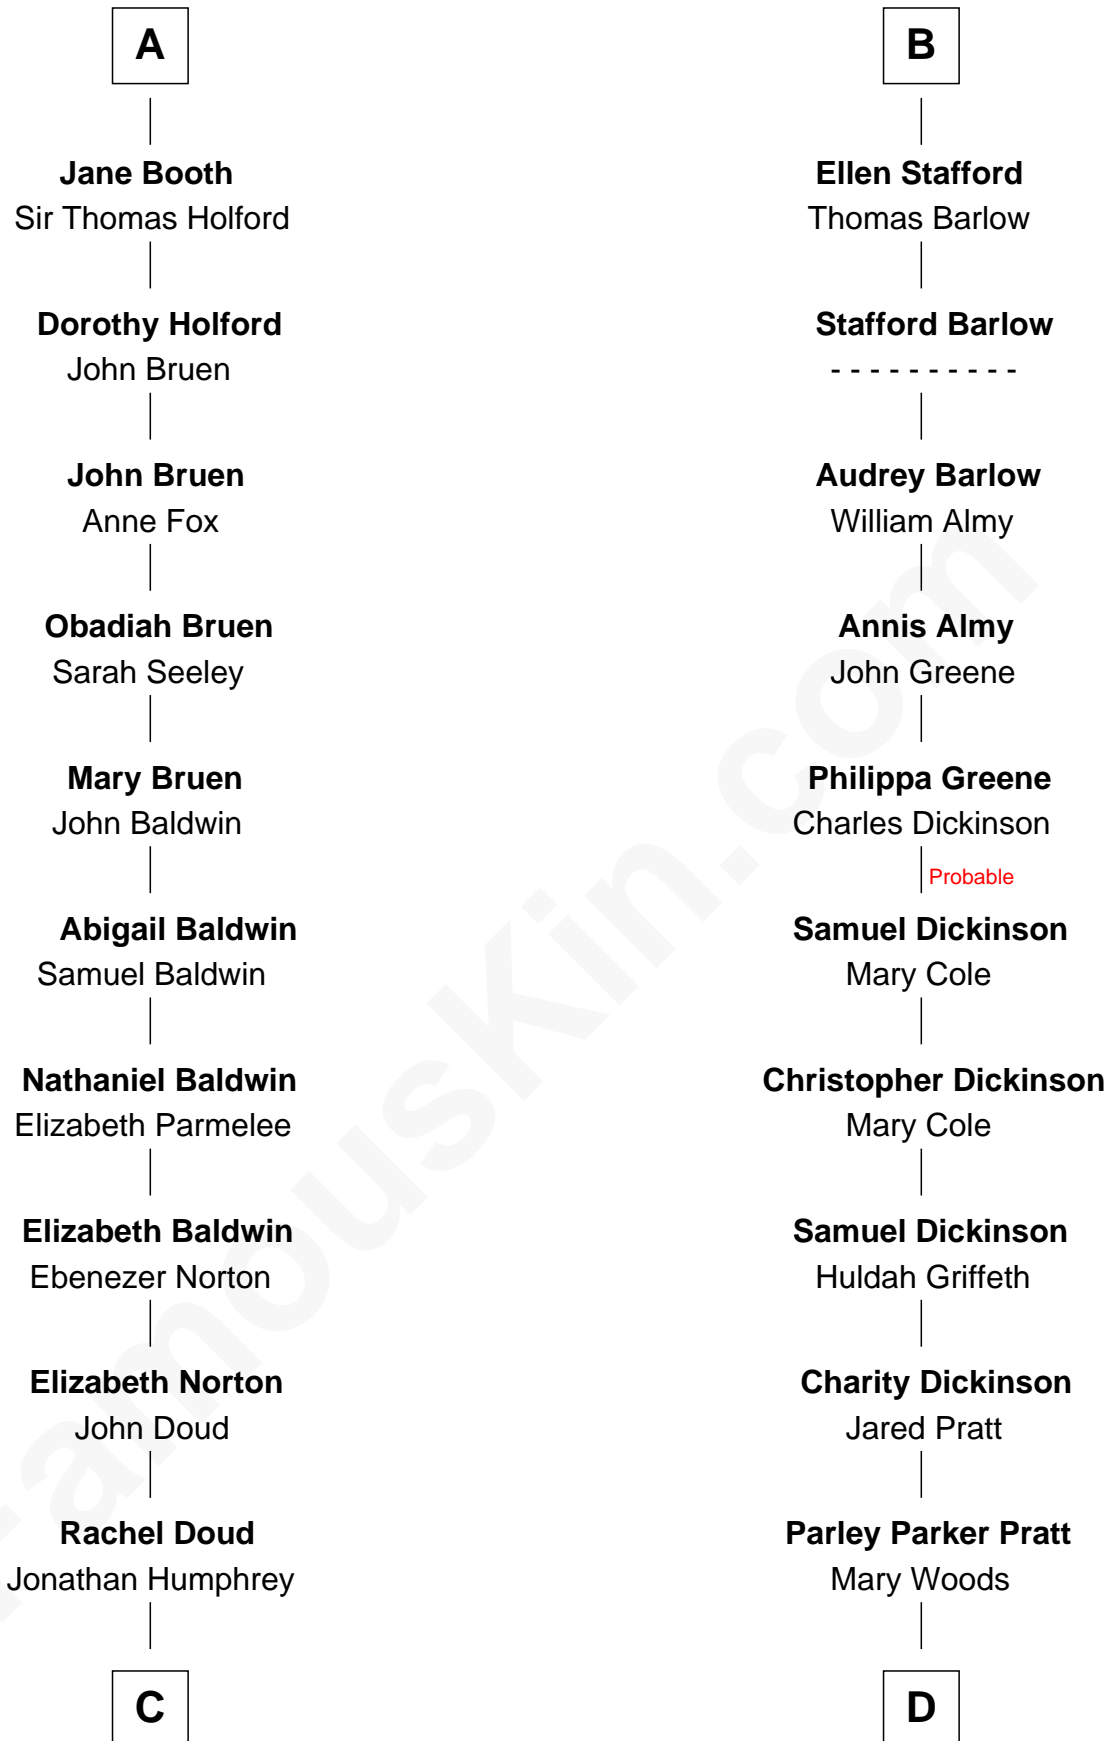 A
Jane Booth
Sir Thomas Holford
Dorothy Holford
John Bruen
John Bruen
Anne Fox
Obadiah Bruen
Sarah Seeley
Mary Bruen
John Baldwin
Abigail Baldwin
Samuel Baldwin
Nathaniel Baldwin
Elizabeth Parmelee
Elizabeth Baldwin
Ebenezer Norton
Elizabeth Norton
John Doud
Rachel Doud
Jonathan Humphrey
C
B
Ellen Stafford
Thomas Barlow
Stafford Barlow
- - - - - - - - - -
Audrey Barlow
William Almy
Annis Almy
John Greene
Philippa Greene
Charles Dickinson
Probable
Samuel Dickinson
Mary Cole
Christopher Dickinson
Mary Cole
Samuel Dickinson
Huldah Griffeth
Charity Dickinson
Jared Pratt
Parley Parker Pratt
Mary Woods
D
FamousKin.com